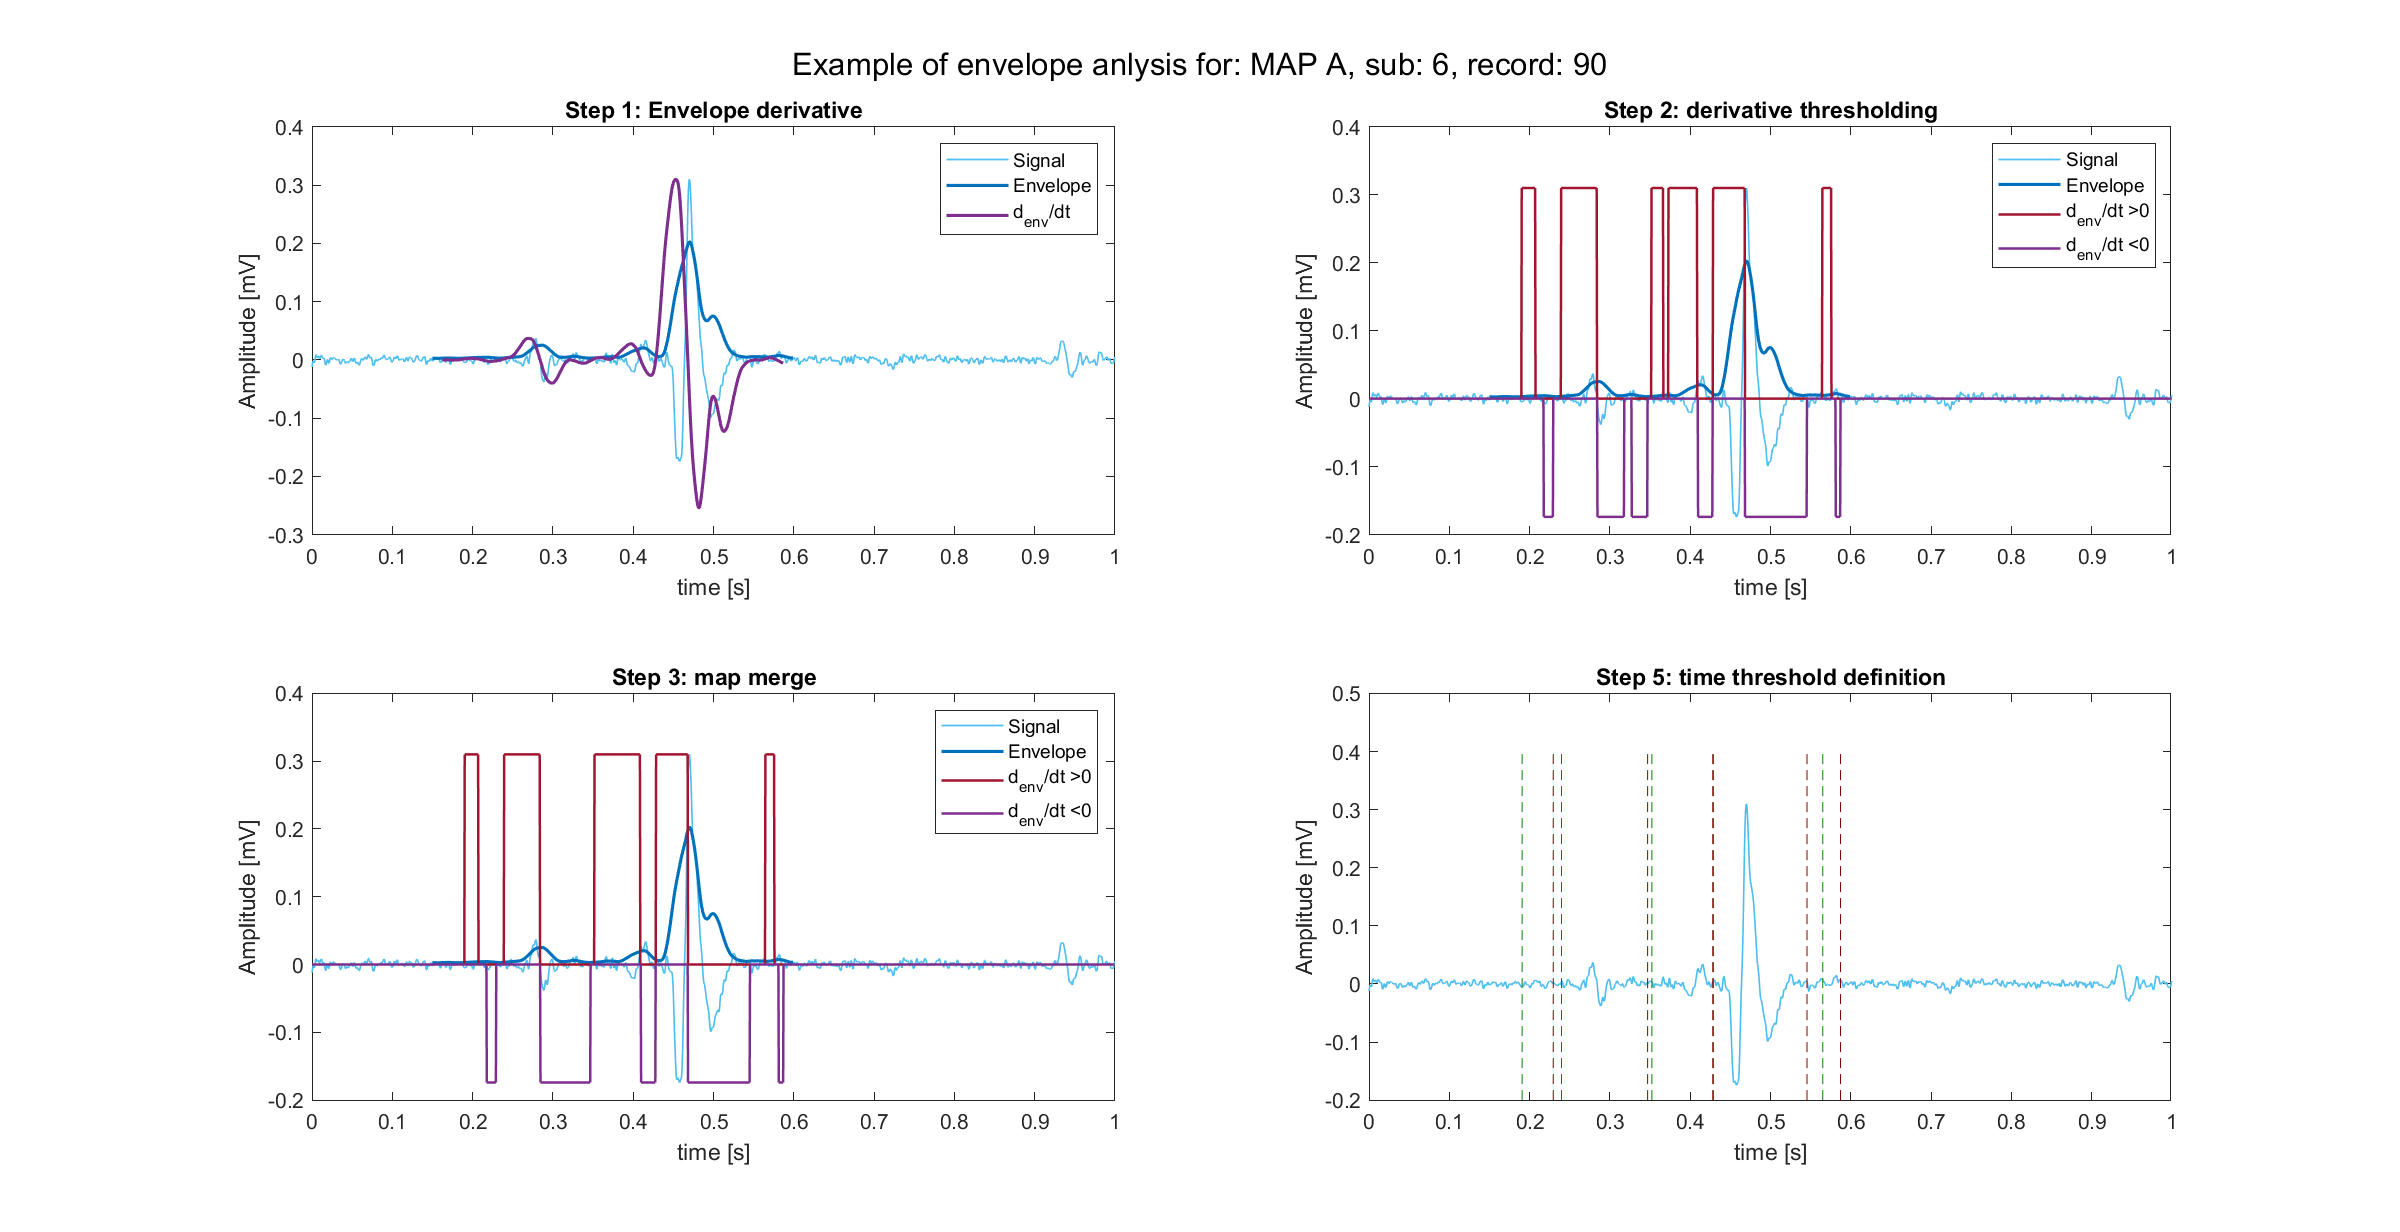 Example of envelope anlysis for: MAP A, sub: 6, record: 90
Step 1: Envelope derivative
0.4
0.3
0.2
0.1
0
-0.1
-0.2
-0.3
Amplitude [mV]
0 0.1 0.2 0.3 0.4 0.5 0.6 0.7 0.8 0.9 1
time [s]
Signal
Envelope
d_env/dt
Step 2: derivative thresholding
0.4
0.3
0.2
0.1
0
-0.1
-0.2
Amplitude [mV]
0 0.1 0.2 0.3 0.4 0.5 0.6 0.7 0.8 0.9 1
time [s]
Signal
Envelope
d_env/dt >0
d_env/dt <0
Step 3: map merge
0.4
0.3
0.2
0.1
0
-0.1
-0.2
Amplitude [mV]
0 0.1 0.2 0.3 0.4 0.5 0.6 0.7 0.8 0.9 1
time [s]
Signal
Envelope
d_env/dt >0
d_env/dt <0
Step 5: time threshold definition
0.5
0.4
0.3
0.2
0.1
0
-0.1
-0.2
Amplitude [mV]
0 0.1 0.2 0.3 0.4 0.5 0.6 0.7 0.8 0.9 1
time [s]